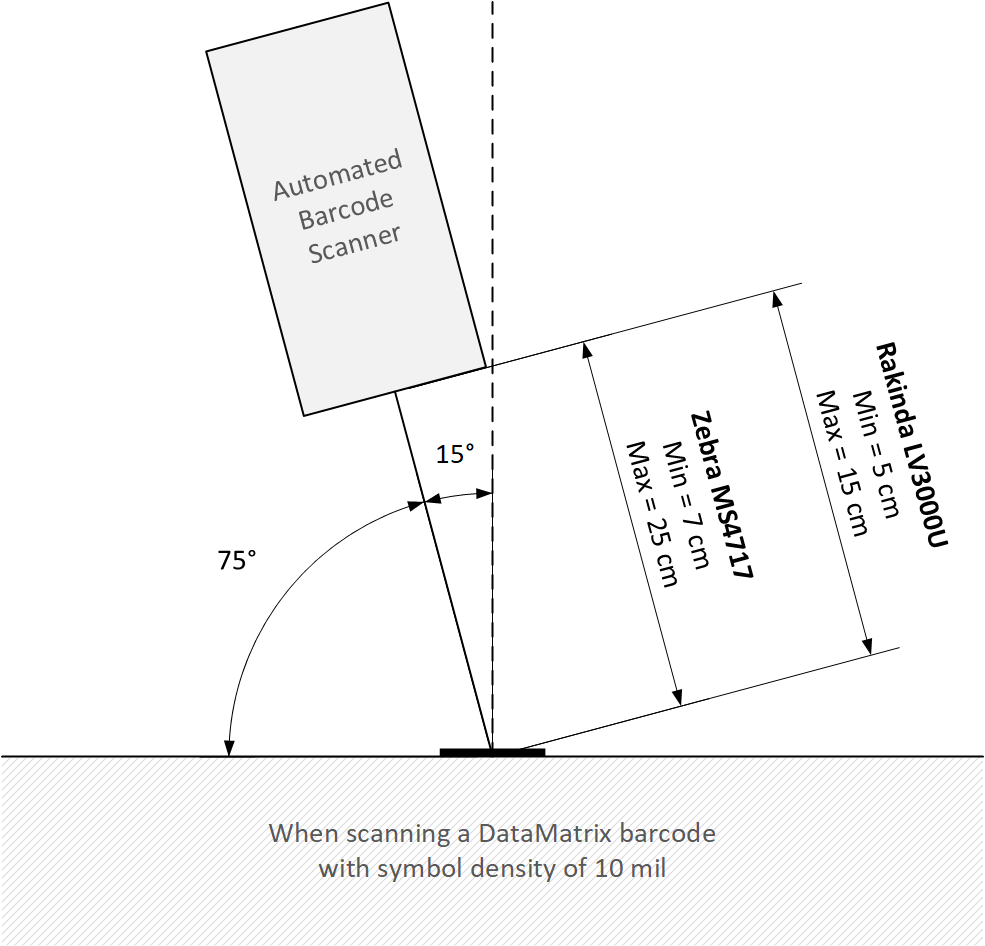 Automated
Barcode
Scanner
15°
75°
Zebra MS4717
Min = 7 cm
Max = 25 cm
Rakinda LV3000U
Min = 5 cm
Max = 15 cm
When scanning a DataMatrix barcode
with symbol density of 10 mil